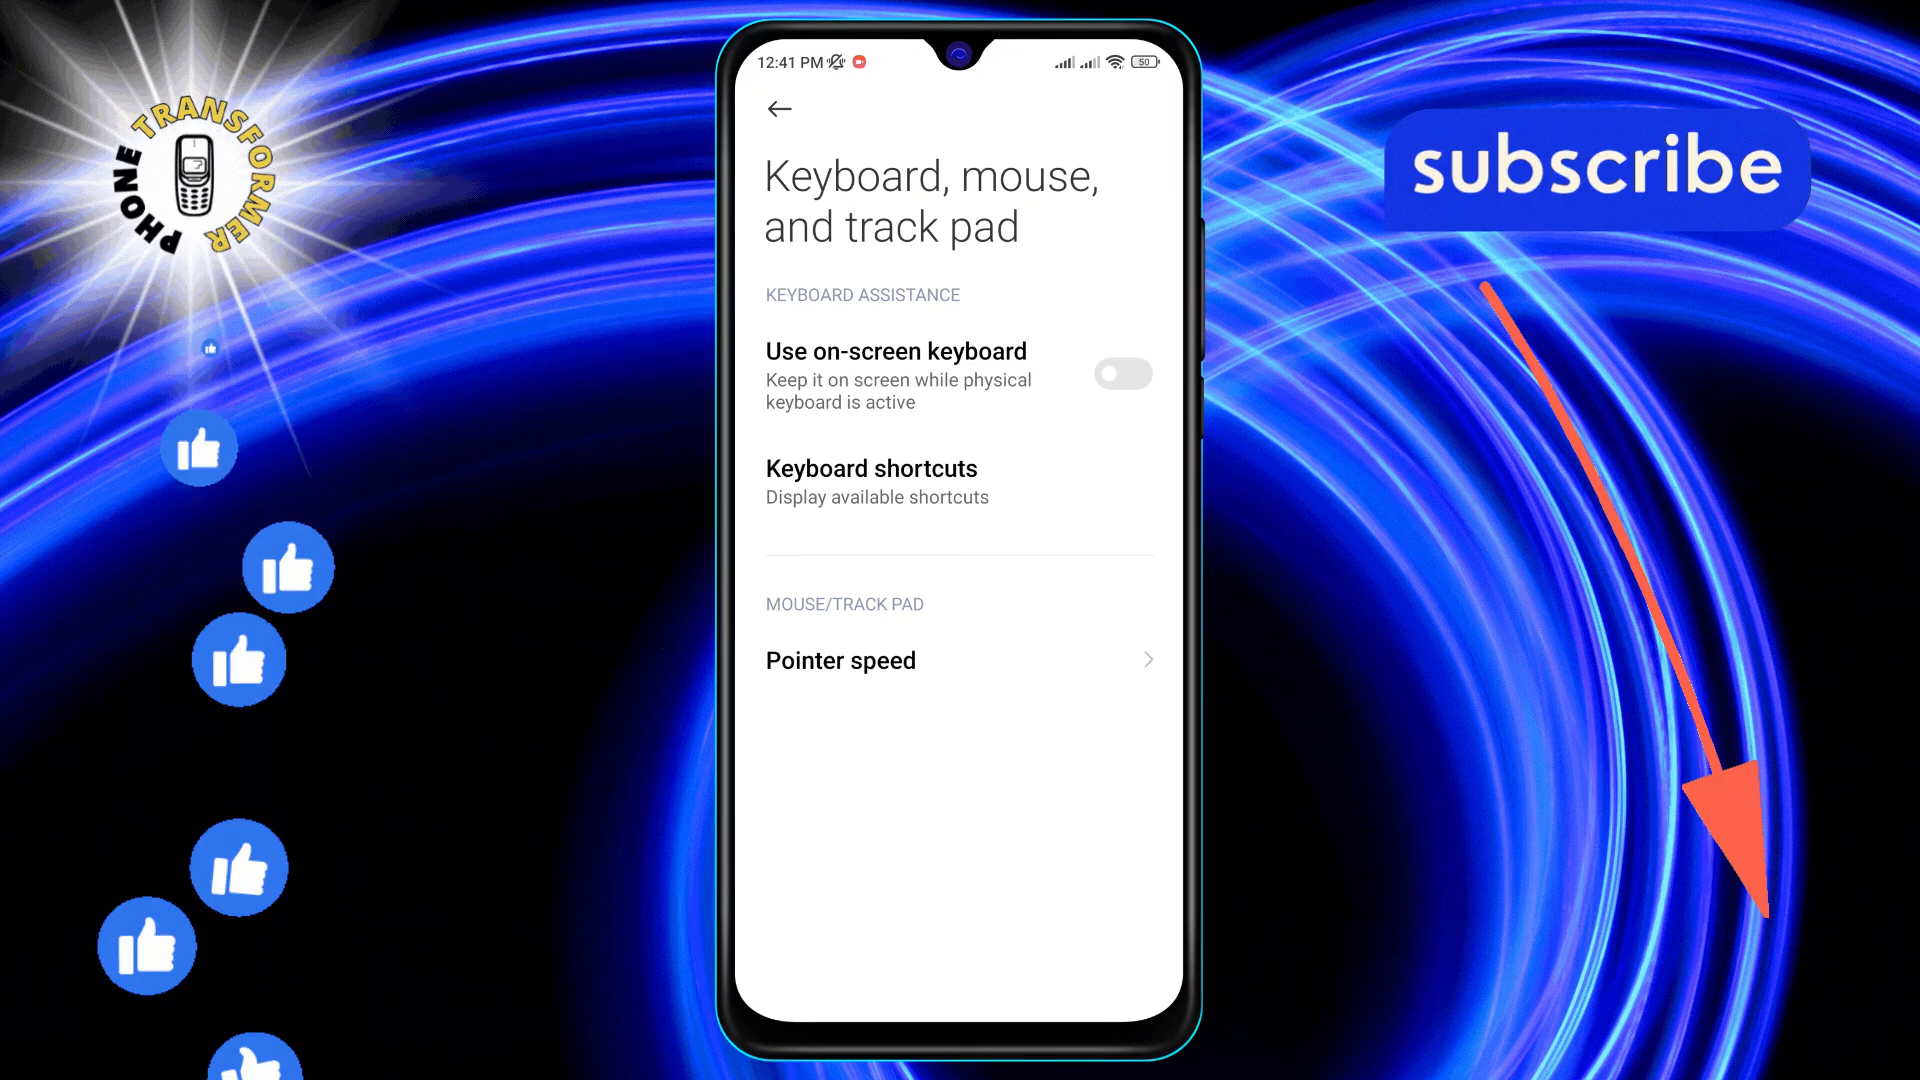 PHONE TRANSFORMER
12:41 PM
50
Keyboard, mouse,
and track pad
KEYBOARD ASSISTANCE
Use on-screen keyboard
Keep it on screen while physical
keyboard is active
Keyboard shortcuts
Display available shortcuts
MOUSE/TRACK PAD
Pointer speed
subscribe